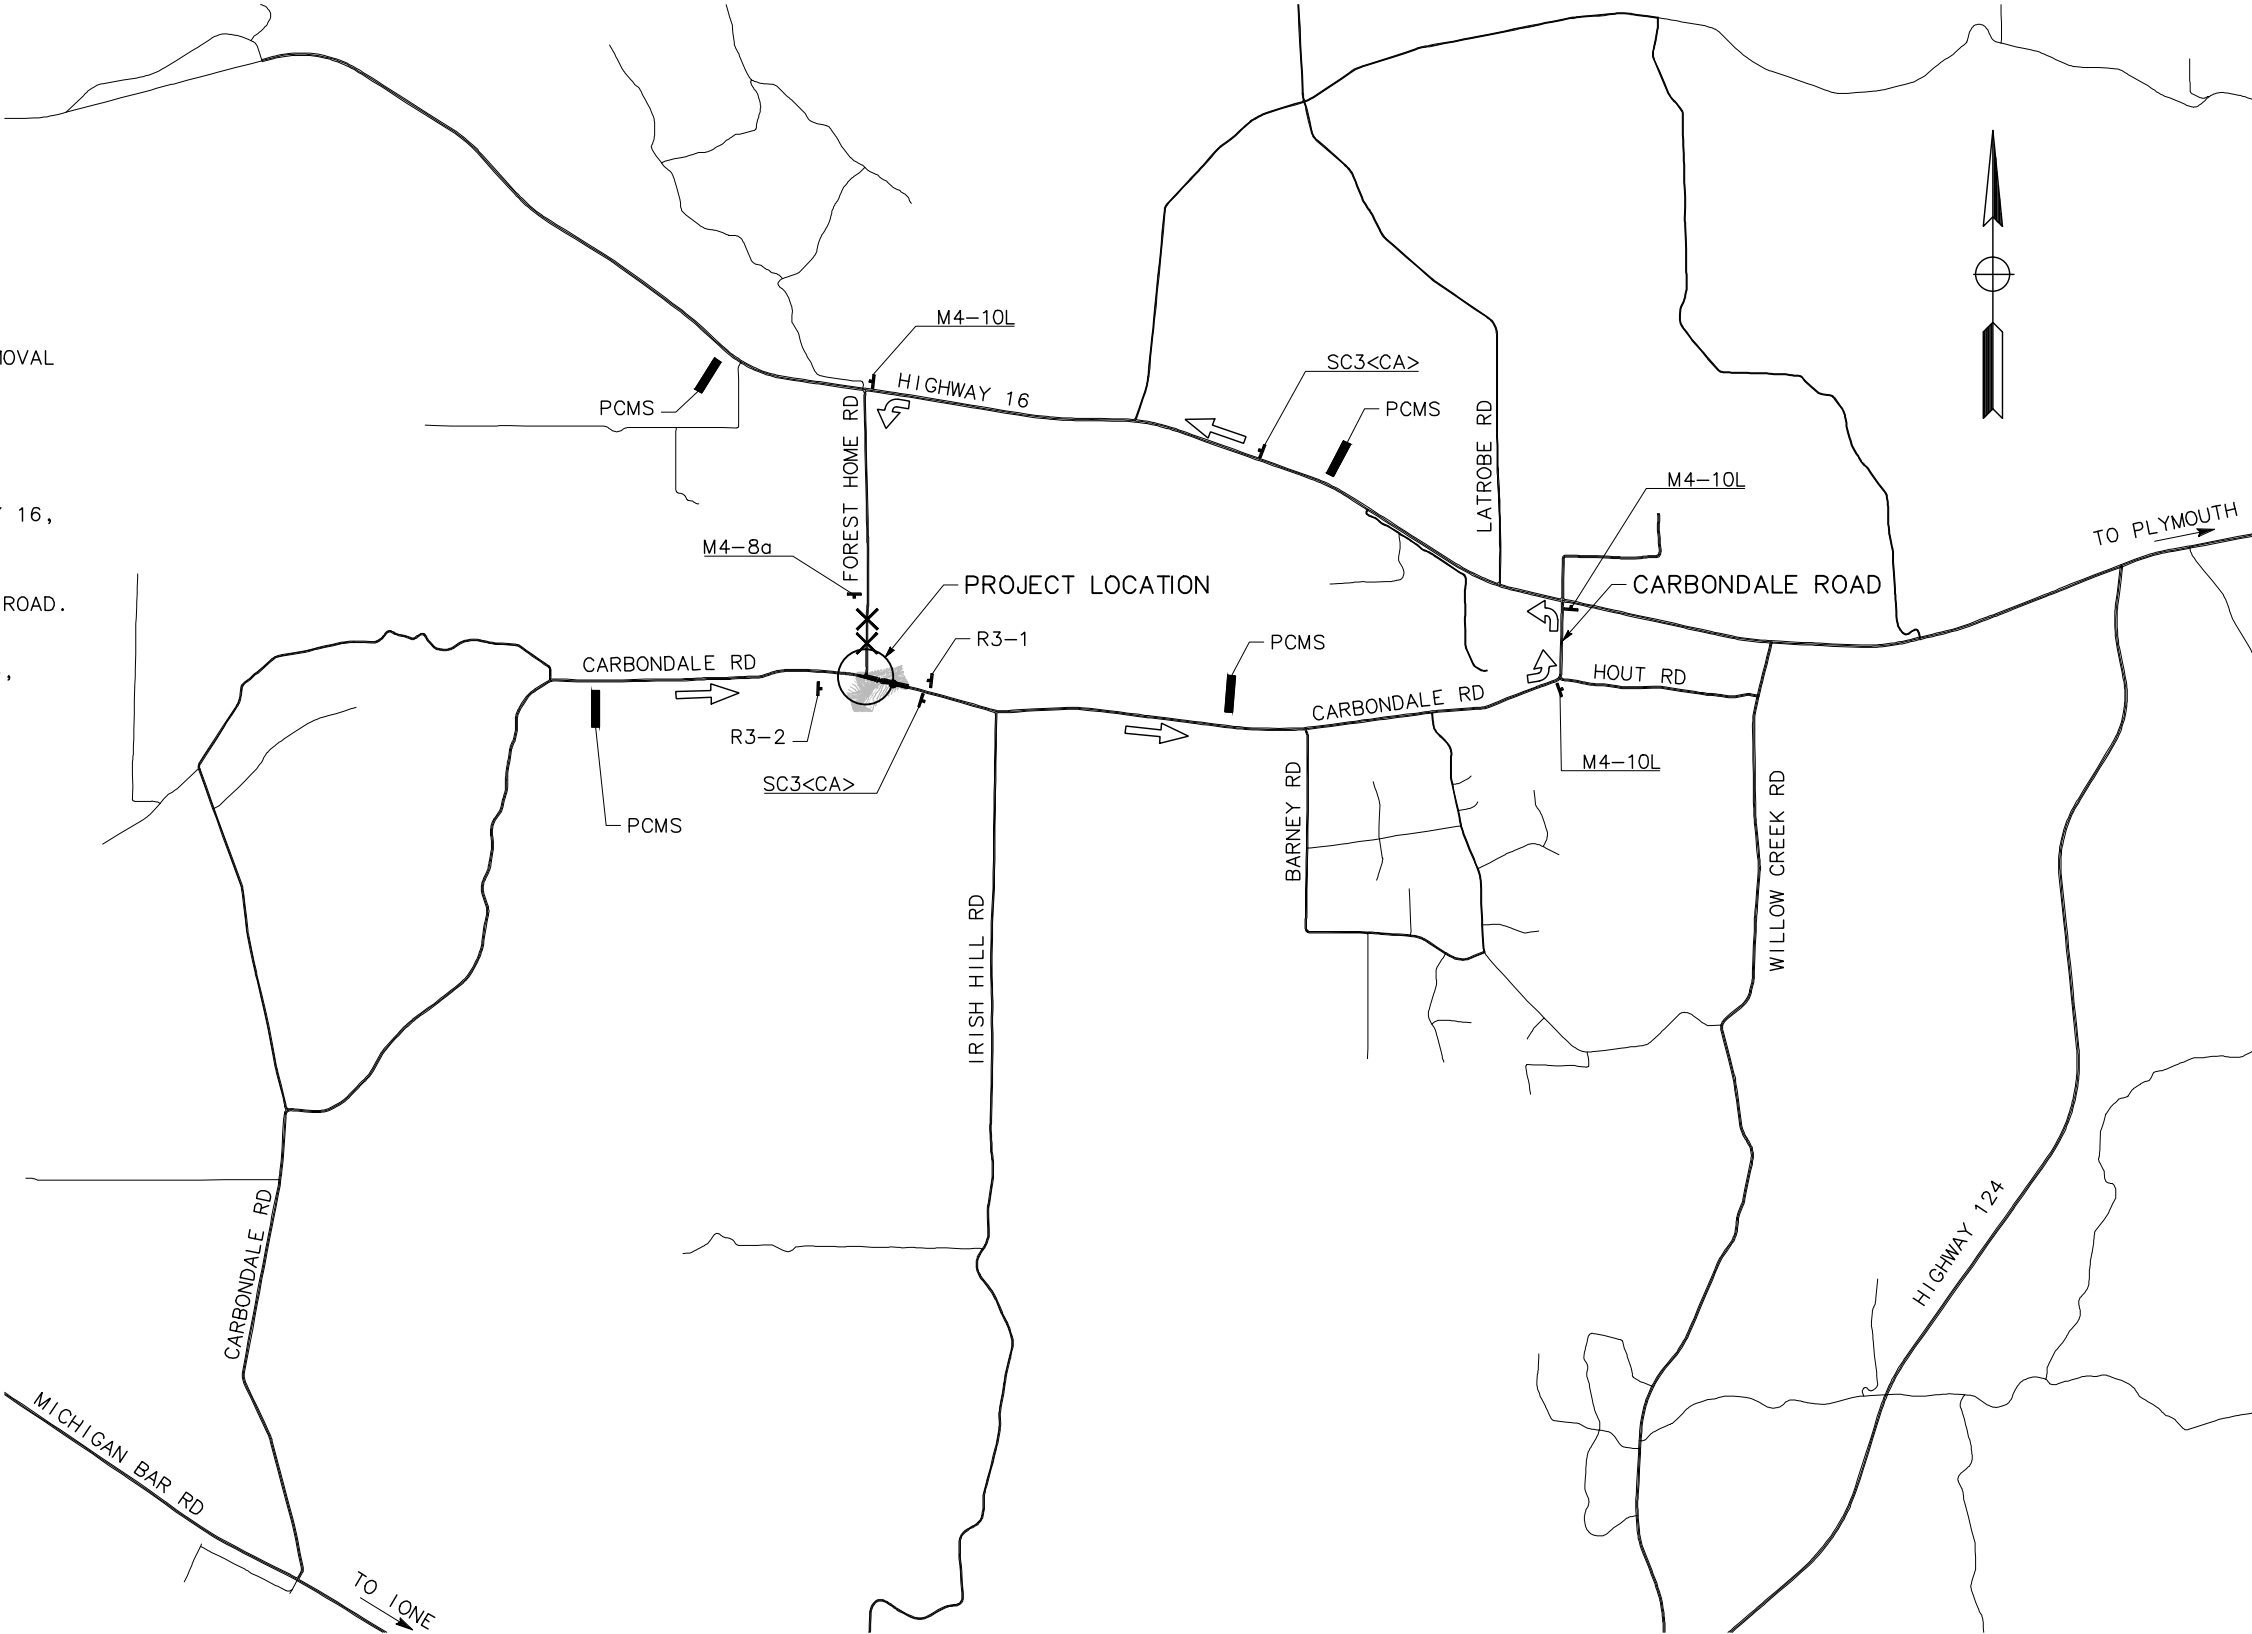 M4-10L
MOVAL
SC3<CA>
HIGHWAY 16
PCMS
PCMS
FOREST HOME RD
LATROBE RD
M4-10L
16,
TO PLYMOUTH
M4-8a
PROJECT LOCATION
CARBONDALE ROAD
ROAD.
R3-1
PCMS
CARBONDALE RD
HOUT RD
CARBONDALE RD
R3-2
M4-10L
SC3<CA>
PCMS
BARNEY RD
WILLOW CREEK RD
IRISH HILL RD
CARBONDALE RD
HIGHWAY 124
MICHIGAN BAR RD
TO IONE